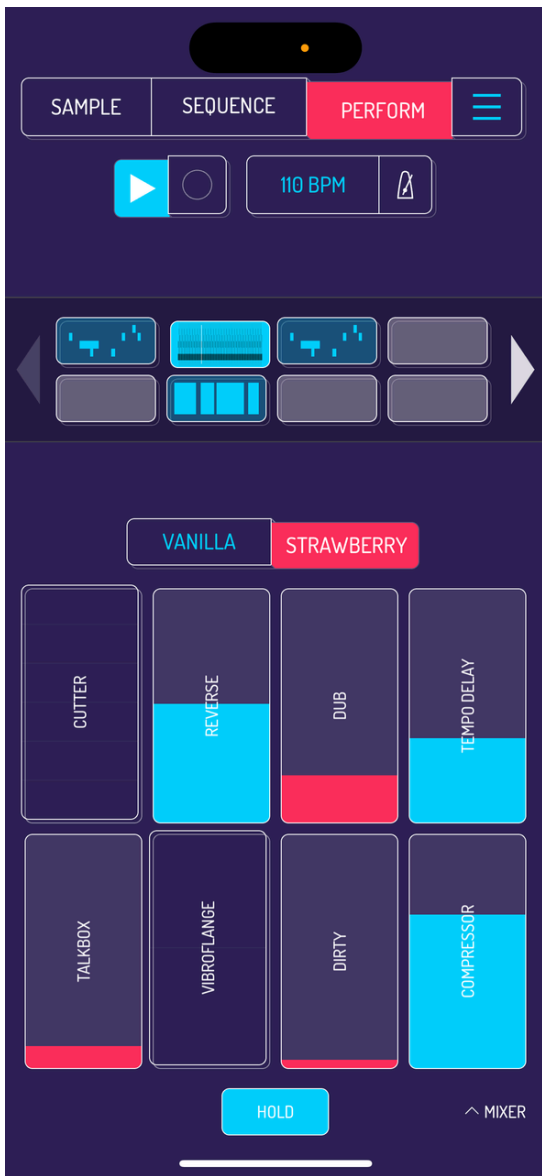 SAMPLE SEQUENCE PERFORM
110 BPM
VANILLA STRAWBERRY
CUTTER REVERSE DUB TEMPO DELAY
TALKBOX VIBROFLANGE DIRTY COMPRESSOR
HOLD MIXER